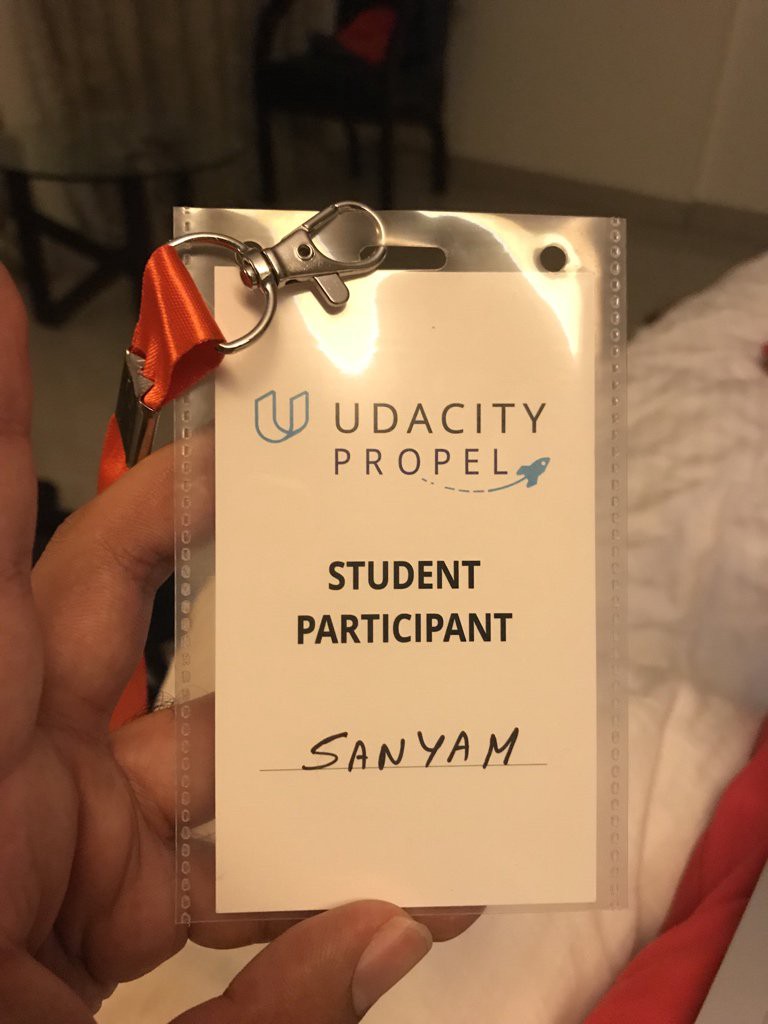 UDACITY
PROPEL
STUDENT
PARTICIPANT
SANYAM